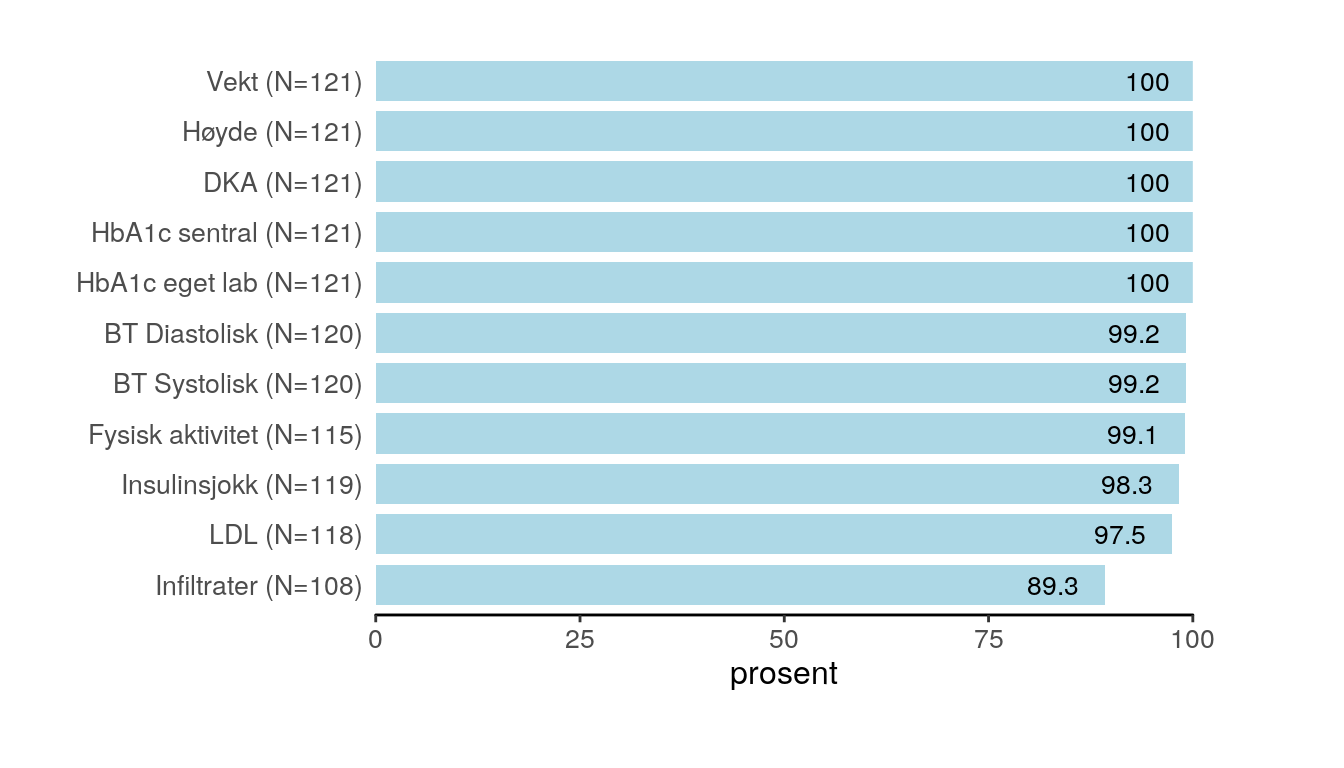 Vekt (N=121) 100
Høyde (N=121) 100
DKA (N=121) 100
HbA1c sentral (N=121) 100
HbA1c eget lab (N=121) 100
BT Diastolisk (N=120) 99.2
BT Systolisk (N=120) 99.2
Fysisk aktivitet (N=115) 99.1
Insulinsjokk (N=119) 98.3
LDL (N=118) 97.5
Infiltrater (N=108) 89.3
0 25 50 75 100
prosent